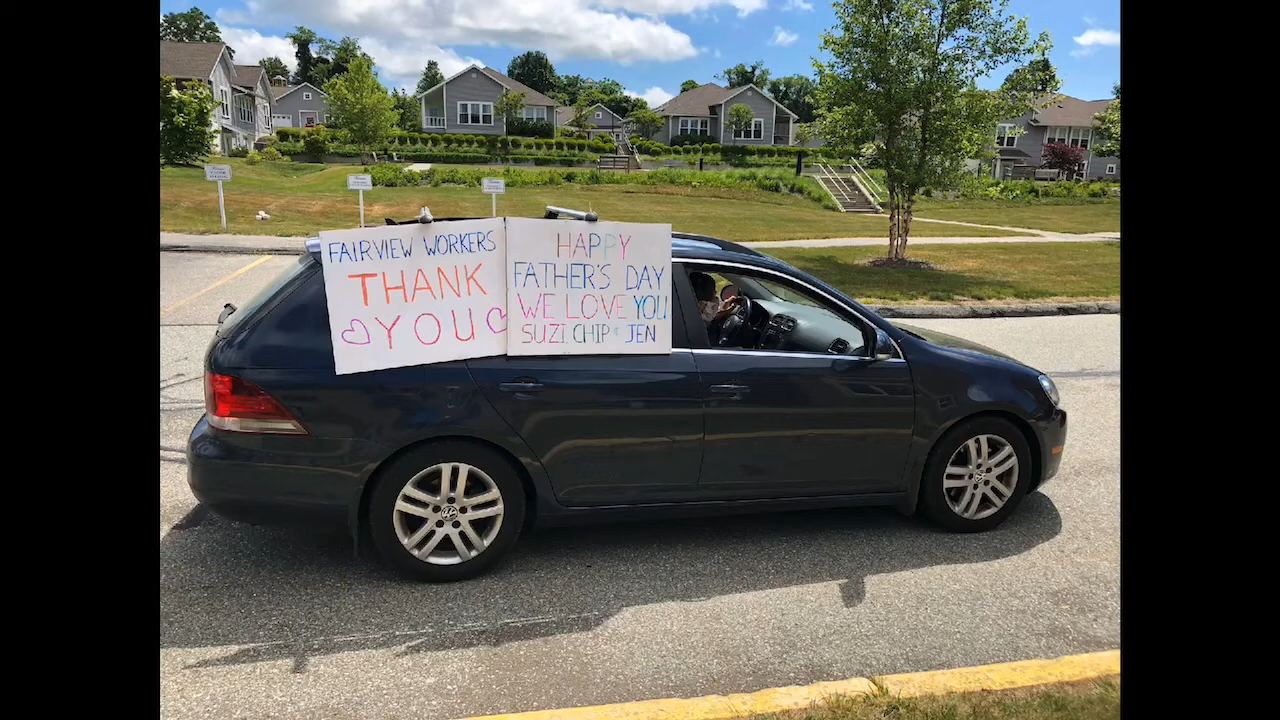 FAIRVIEW WORKERS
THANK
YOU
HAPPY
FATHER'S DAY
WE LOVE YOU
SUZI, CHIP & JEN